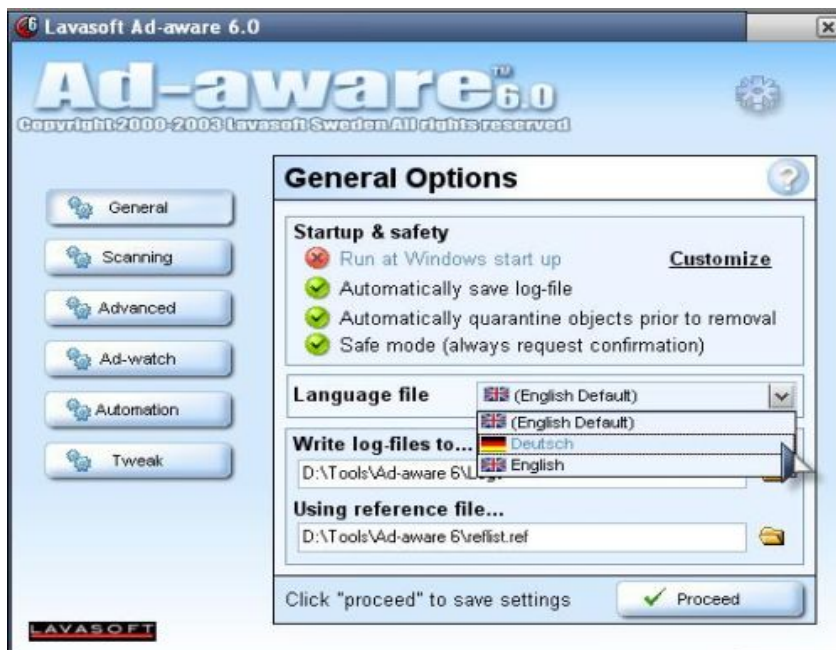 Lavasoft Ad-aware 6.0
Ad-aware 6.0
TM
Copyright 2000-2003 Lavasoft Sweden All rights reserved
General
Scanning
Advanced
Ad-watch
Automation
Tweak
General Options
?
Startup & safety
Run at Windows start up Customize
Automatically save log-file
Automatically quarantine objects prior to removal
Safe mode (always request confirmation)
Language file (English Default)
(English Default)
Deutsch
English
Write log-files to...
D:\Tools\Ad-aware 6\
Using reference file...
D:\Tools\Ad-aware 6\reflist.ref
Click "proceed" to save settings Proceed
LAVASOFT